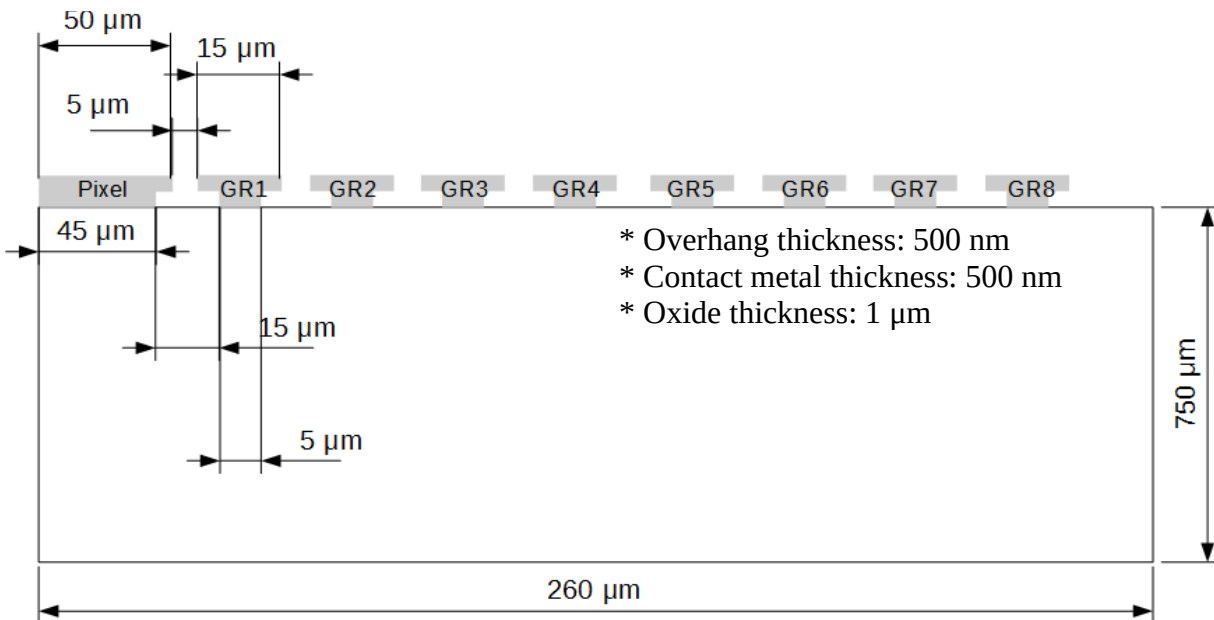 50 μm
15 μm
5 μm
Pixel GR1 GR2 GR3 GR4 GR5 GR6 GR7 GR8
45 μm
* Overhang thickness: 500 nm
* Contact metal thickness: 500 nm
* Oxide thickness: 1 μm
15 μm
750 μm
5 μm
260 μm